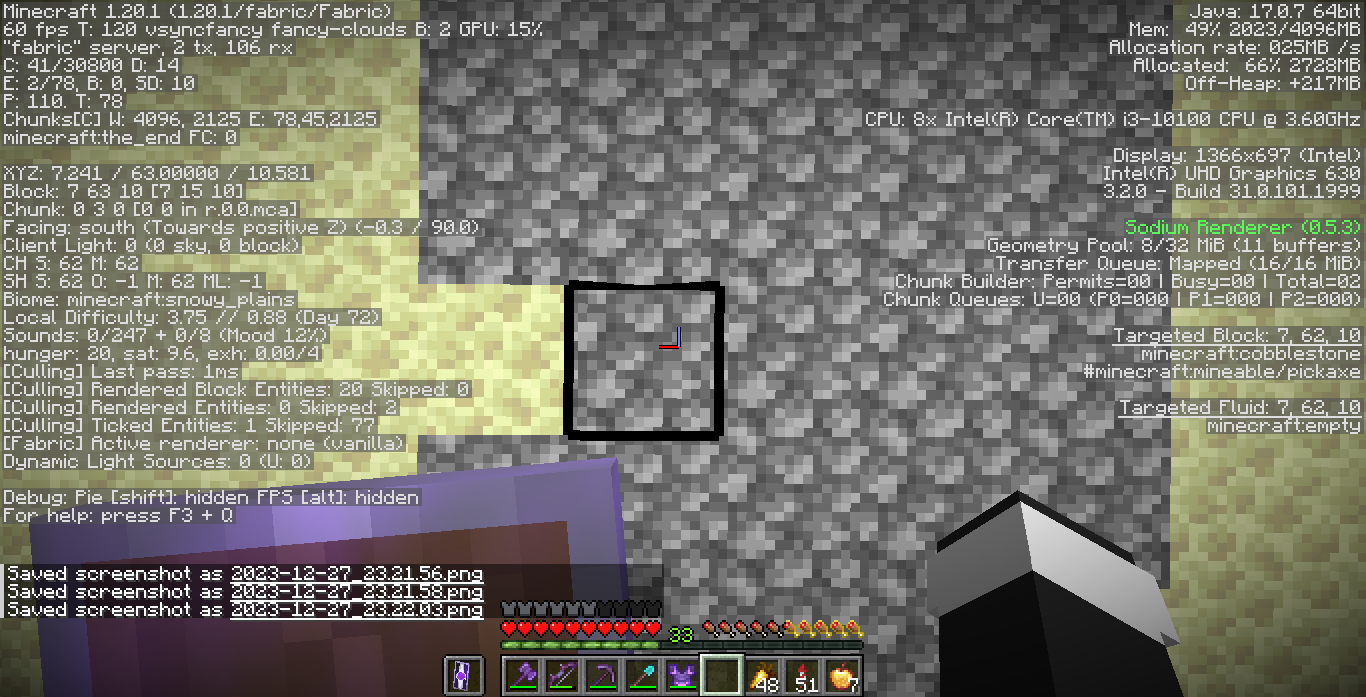 Minecraft 1.20.1 (1.20.1/fabric/Fabric)
60 fps T: 120 vsyncfancy fancy-clouds B: 2 GPU: 15%
"fabric" server, 2 tx, 106 rx
C: 41/30800 D: 14
E: 2/78, B: 0, SD: 10
P: 110. T: 78
Chunks[C] W: 4096, 2125 E: 78,45,2125
minecraft:the_end FC: 0
XYZ: 7.241 / 63.00000 / 10.581
Block: 7 63 10 [7 15 10]
Chunk: 0 3 0 [0 0 in r.0.0.mca]
Facing: south (Towards positive Z) (-0.3 / 90.0)
Client Light: 0 (0 sky, 0 block)
CH S: 62 M: 62
SH S: 62 O: -1 M: 62 ML: -1
Biome: minecraft:snowy_plains
Local Difficulty: 3.75 // 0.88 (Day 72)
Sounds: 0/247 + 0/8 (Mood 12%)
hunger: 20, sat: 9.6, exh: 0.00/4
[Culling] Last pass: 1ms
[Culling] Rendered Block Entities: 20 Skipped: 0
[Culling] Rendered Entities: 0 Skipped: 2
[Culling] Ticked Entities: 1 Skipped: 77
[Fabric] Active renderer: none (vanilla)
Dynamic Light Sources: 0 (U: 0)
Debug: Pie [shift]: hidden FPS [alt]: hidden
For help: press F3 + Q
Java: 17.0.7 64bit
Mem: 49% 2023/4096MB
Allocation rate: 025MB /s
Allocated: 66% 2728MB
Off-Heap: +217MB
CPU: 8x Intel(R) Core(TM) i3-10100 CPU @ 3.60GHz
Display: 1366x697 (Intel)
Intel(R) UHD Graphics 630
3.2.0 - Build 31.0.101.1999
Sodium Renderer (0.5.3)
Geometry Pool: 8/32 MiB (11 buffers)
Transfer Queue: Mapped (16/16 MiB)
Chunk Builder: Permits=00 | Busy=00 | Total=02
Chunk Queues: U=00 (P0=000 | P1=000 | P2=000)
Targeted Block: 7, 62, 10
minecraft:cobblestone
#minecraft:mineable/pickaxe
Targeted Fluid: 7, 62, 10
minecraft:empty
Saved screenshot as 2023-12-27_23.21.56.png
Saved screenshot as 2023-12-27_23.21.58.png
Saved screenshot as 2023-12-27_23.22.03.png
33
48 51 7